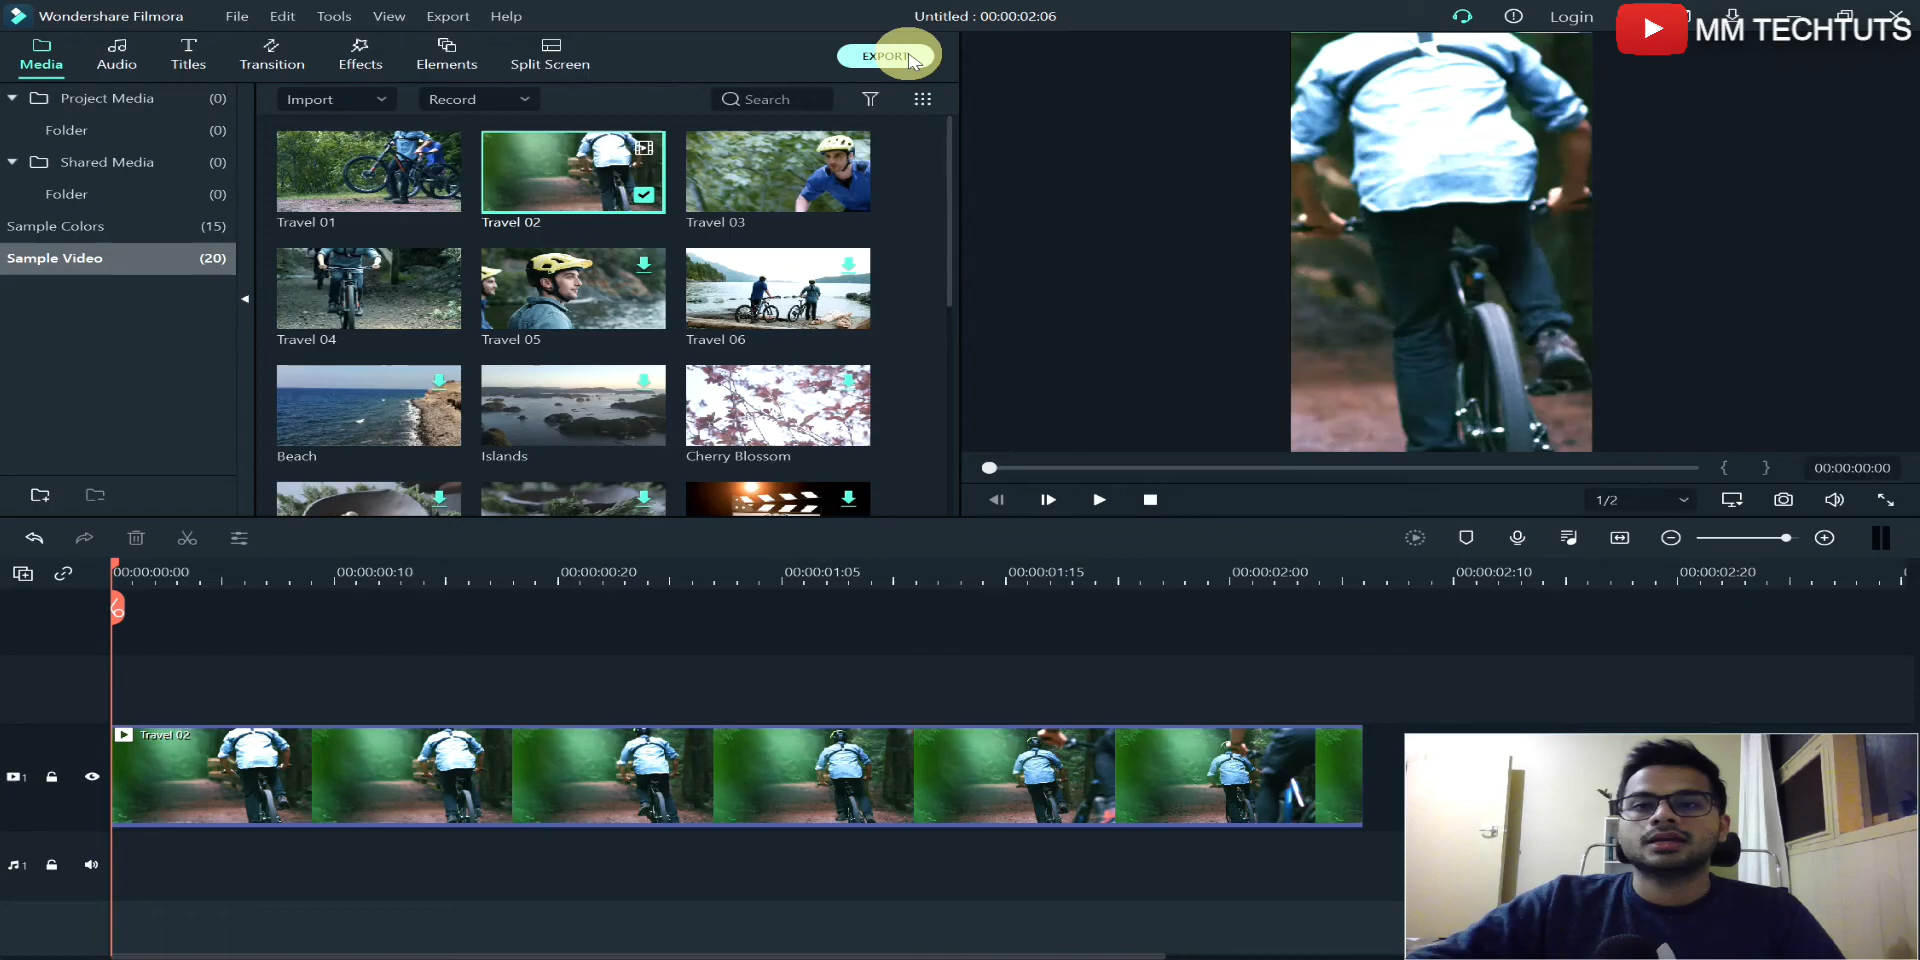 Wondershare Filmora File Edit Tools View Export Help Untitled : 00:00:02:06 Login
MM TECHTUTS
Media Audio Titles Transition Effects Elements Split Screen EXPORT
Project Media (0)
Folder (0)
Shared Media (0)
Folder (0)
Sample Colors (15)
Sample Video (20)
Import Record Search
Travel 01 Travel 02 Travel 03
Travel 04 Travel 05 Travel 06
Beach Islands Cherry Blossom
{ } 00:00:00:00
1/2
00:00:00:00 00:00:00:10 00:00:00:20 00:00:01:05 00:00:01:15 00:00:02:00 00:00:02:10 00:00:02:20
Travel 02
1
1